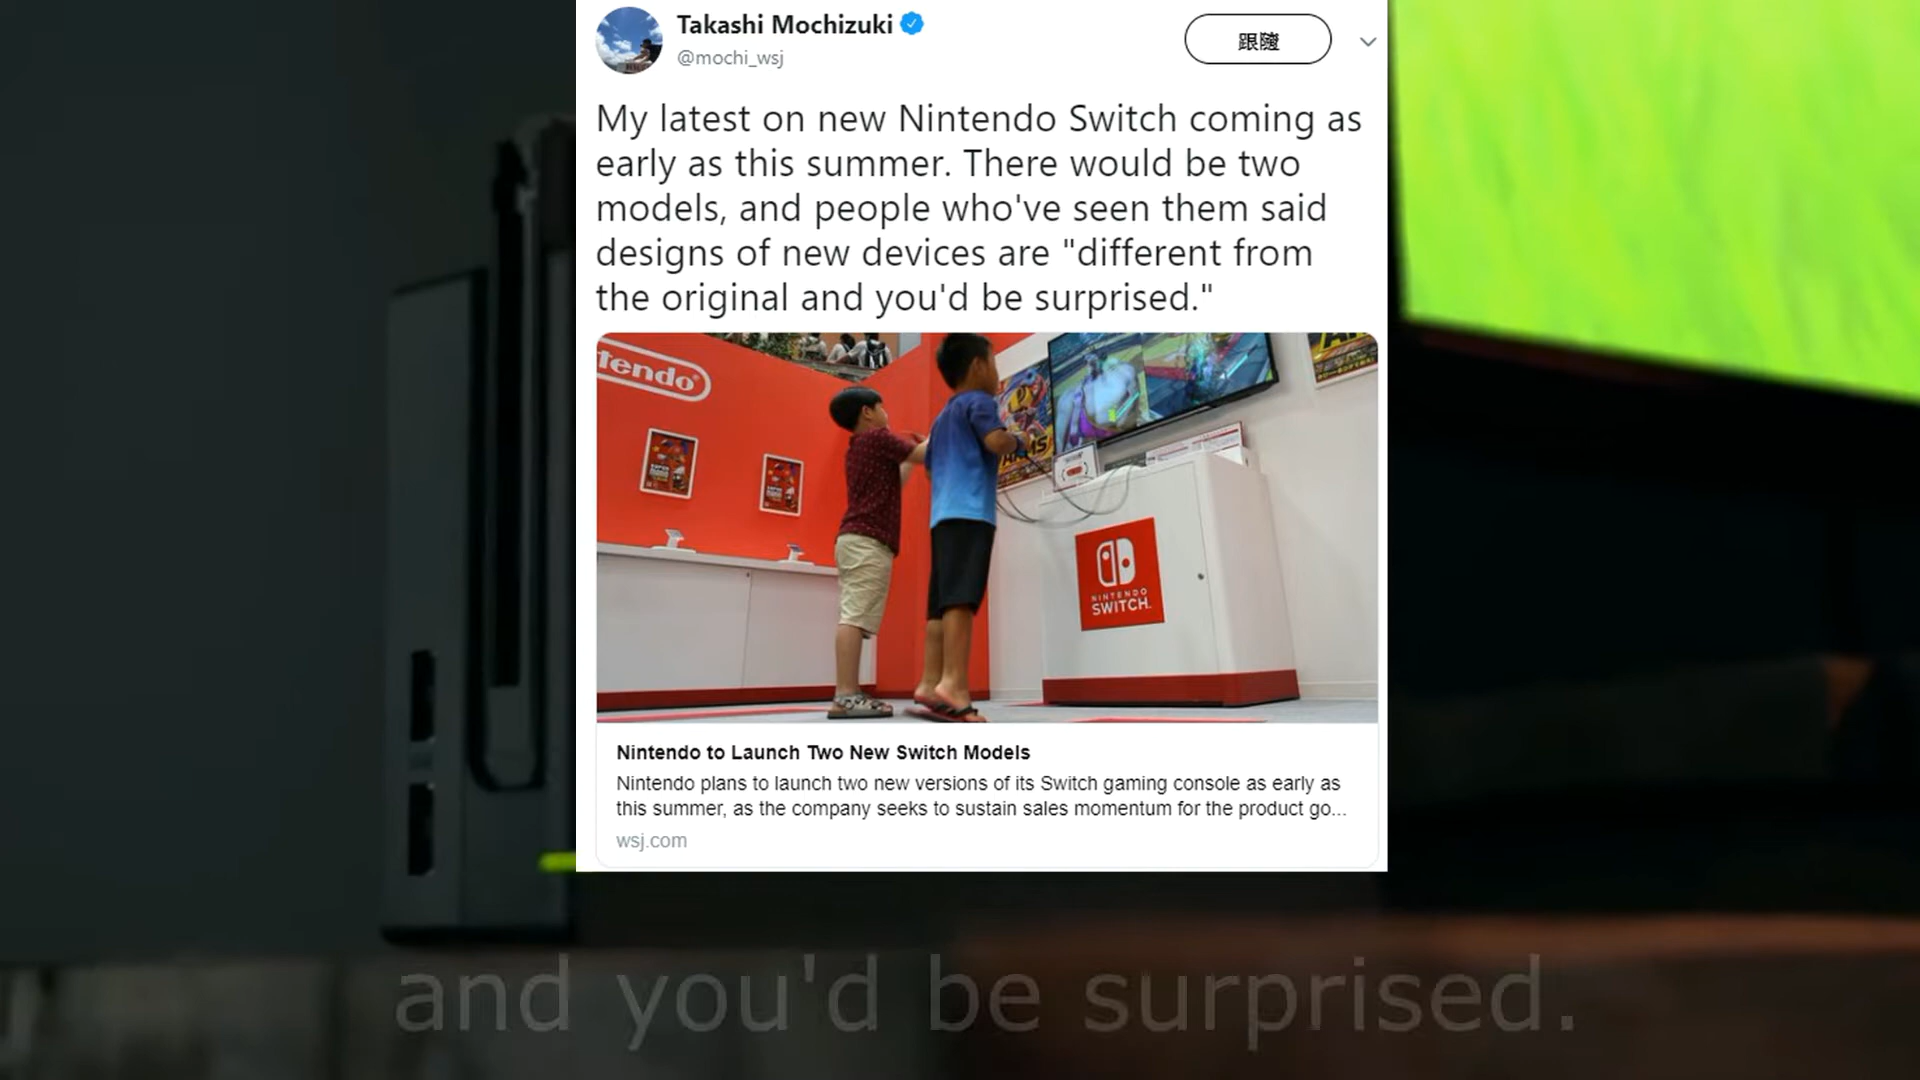 Takashi Mochizuki
@mochi_wsj
跟隨
My latest on new Nintendo Switch coming as
early as this summer. There would be two
models, and people who've seen them said
designs of new devices are "different from
the original and you'd be surprised."
tendo
ARMS
NINTENDO
SWITCH.
Nintendo to Launch Two New Switch Models
Nintendo plans to launch two new versions of its Switch gaming console as early as
this summer, as the company seeks to sustain sales momentum for the product go...
wsj.com
and you'd be surprised.